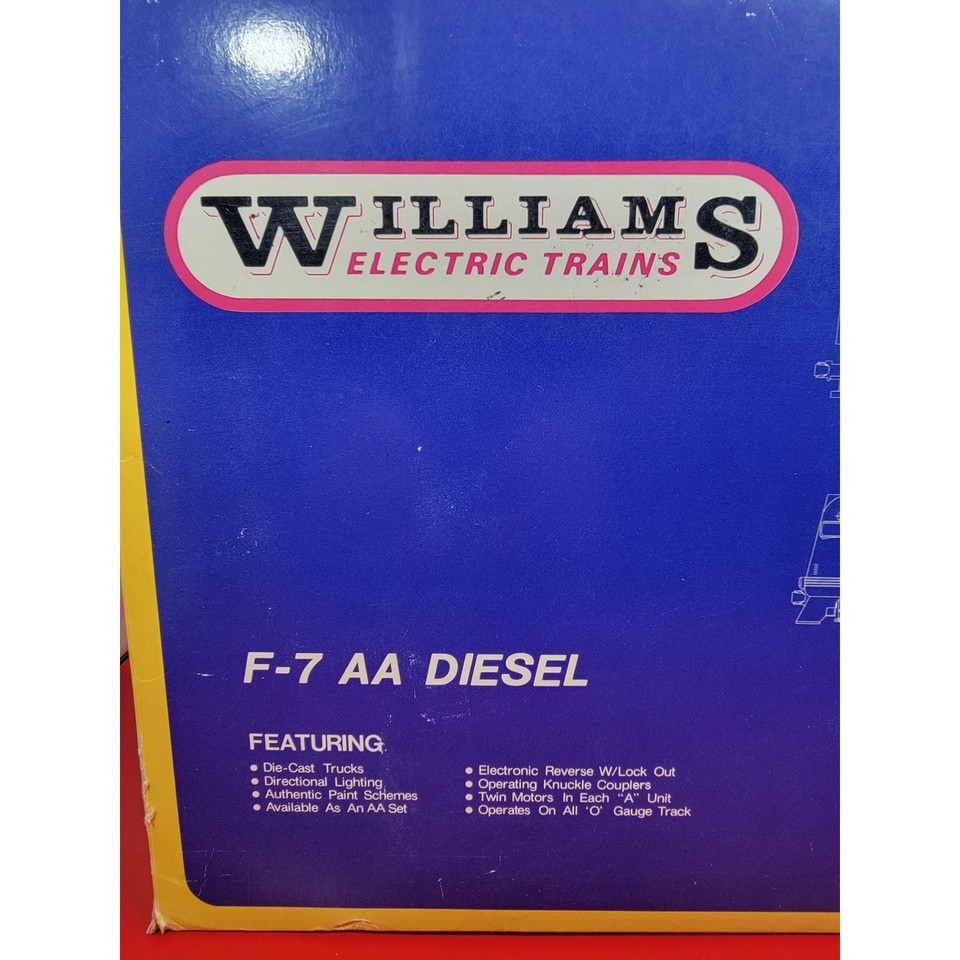 WILLIAMS
ELECTRIC TRAINS
F-7 AA DIESEL
FEATURING
• Die-Cast Trucks
• Directional Lighting
• Authentic Paint Schemes
• Available As An AA Set
• Electronic Reverse W/Lock Out
• Operating Knuckle Couplers
• Twin Motors In Each "A" Unit
• Operates On All 'O' Gauge Track